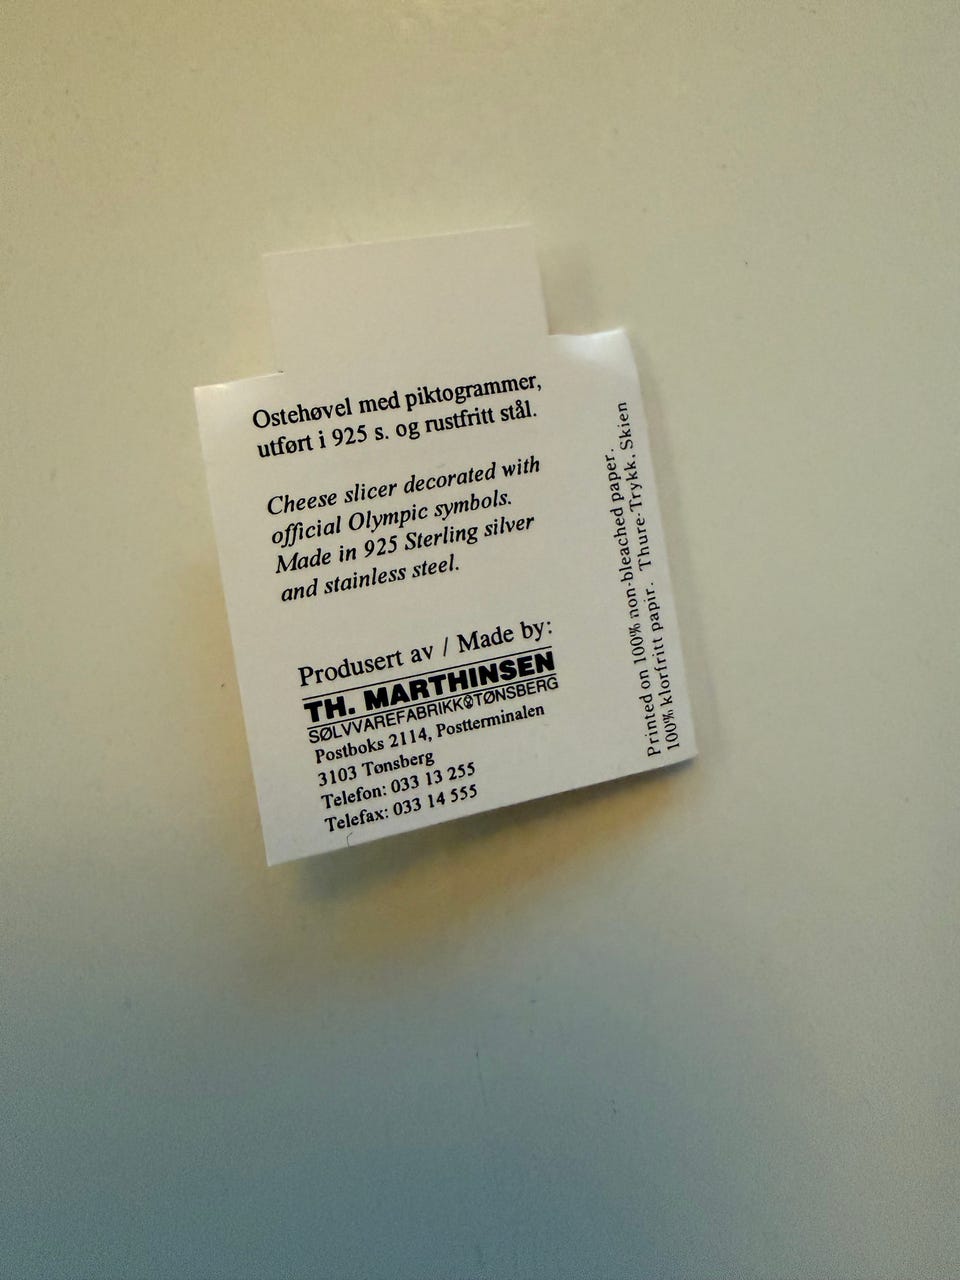 Ostehøvel med piktogrammer,
utført i 925 s. og rustfritt stål.
Cheese slicer decorated with
official Olympic symbols.
Made in 925 Sterling silver
and stainless steel.
Produsert av / Made by:
TH. MARTHINSEN
SØLVVAREFABRIKK TØNSBERG
Postboks 2114, Postterminalen
3103 Tønsberg
Telefon: 033 13 255
Telefax: 033 14 555
Printed on 100% non-bleached paper.
100% klorfritt papir. Thure-Trykk. Skien